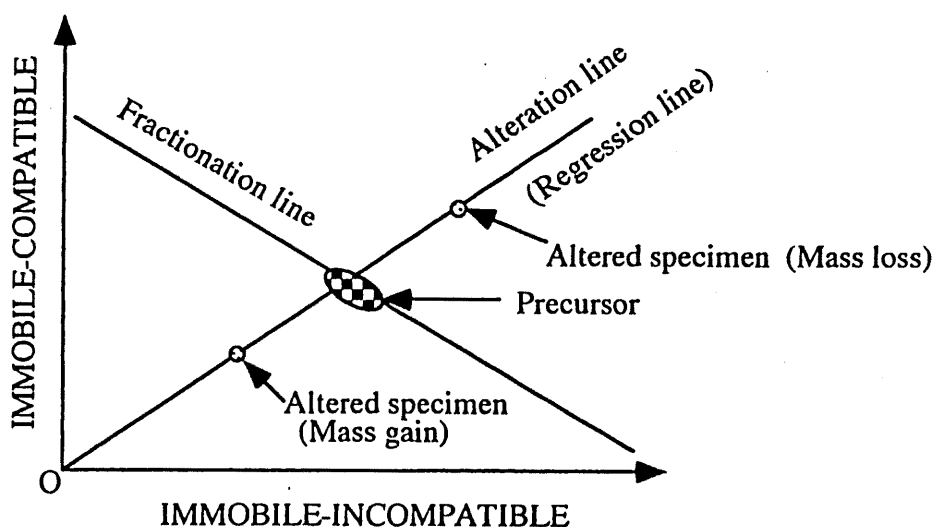 IMMOBILE-COMPATIBLE
Fractionation line
Alteration line
(Regression line)
Altered specimen (Mass loss)
Precursor
Altered specimen
(Mass gain)
O
IMMOBILE-INCOMPATIBLE